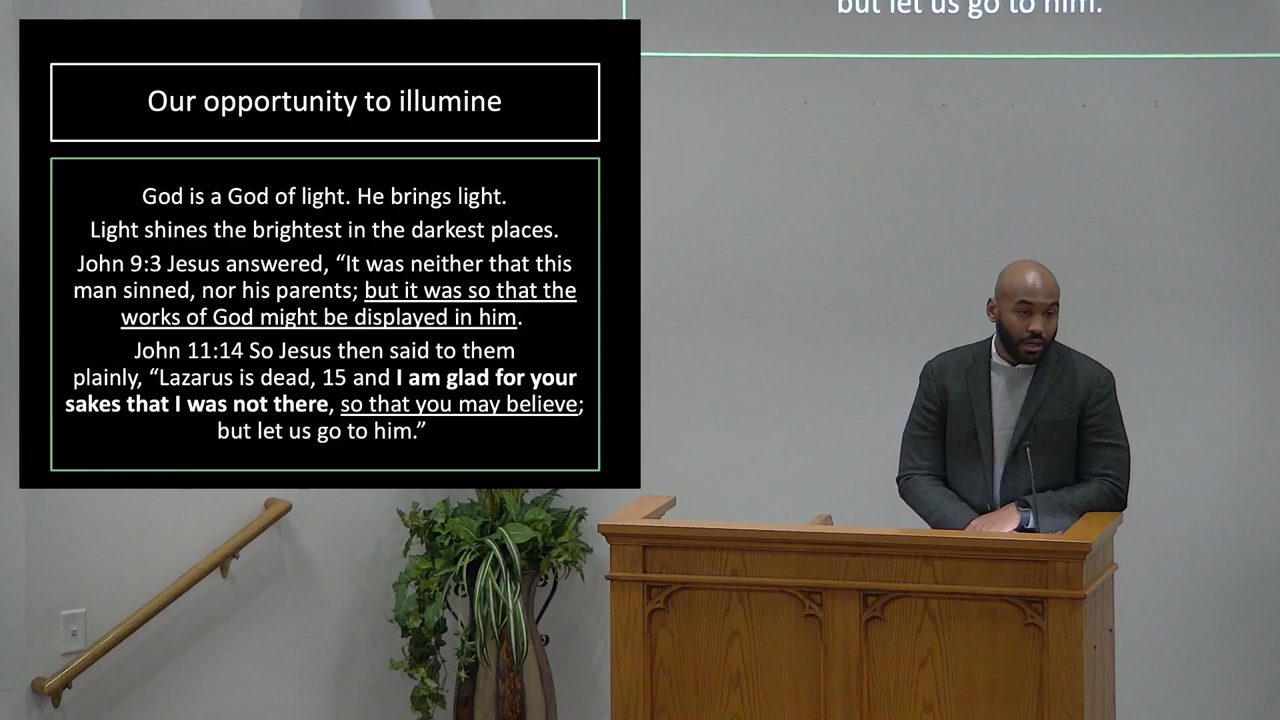 but let us go to him.
Our opportunity to illumine
God is a God of light. He brings light.
Light shines the brightest in the darkest places.
John 9:3 Jesus answered, “It was neither that this
man sinned, nor his parents; but it was so that the
works of God might be displayed in him.
John 11:14 So Jesus then said to them
plainly, “Lazarus is dead, 15 and I am glad for your
sakes that I was not there, so that you may believe;
but let us go to him.”